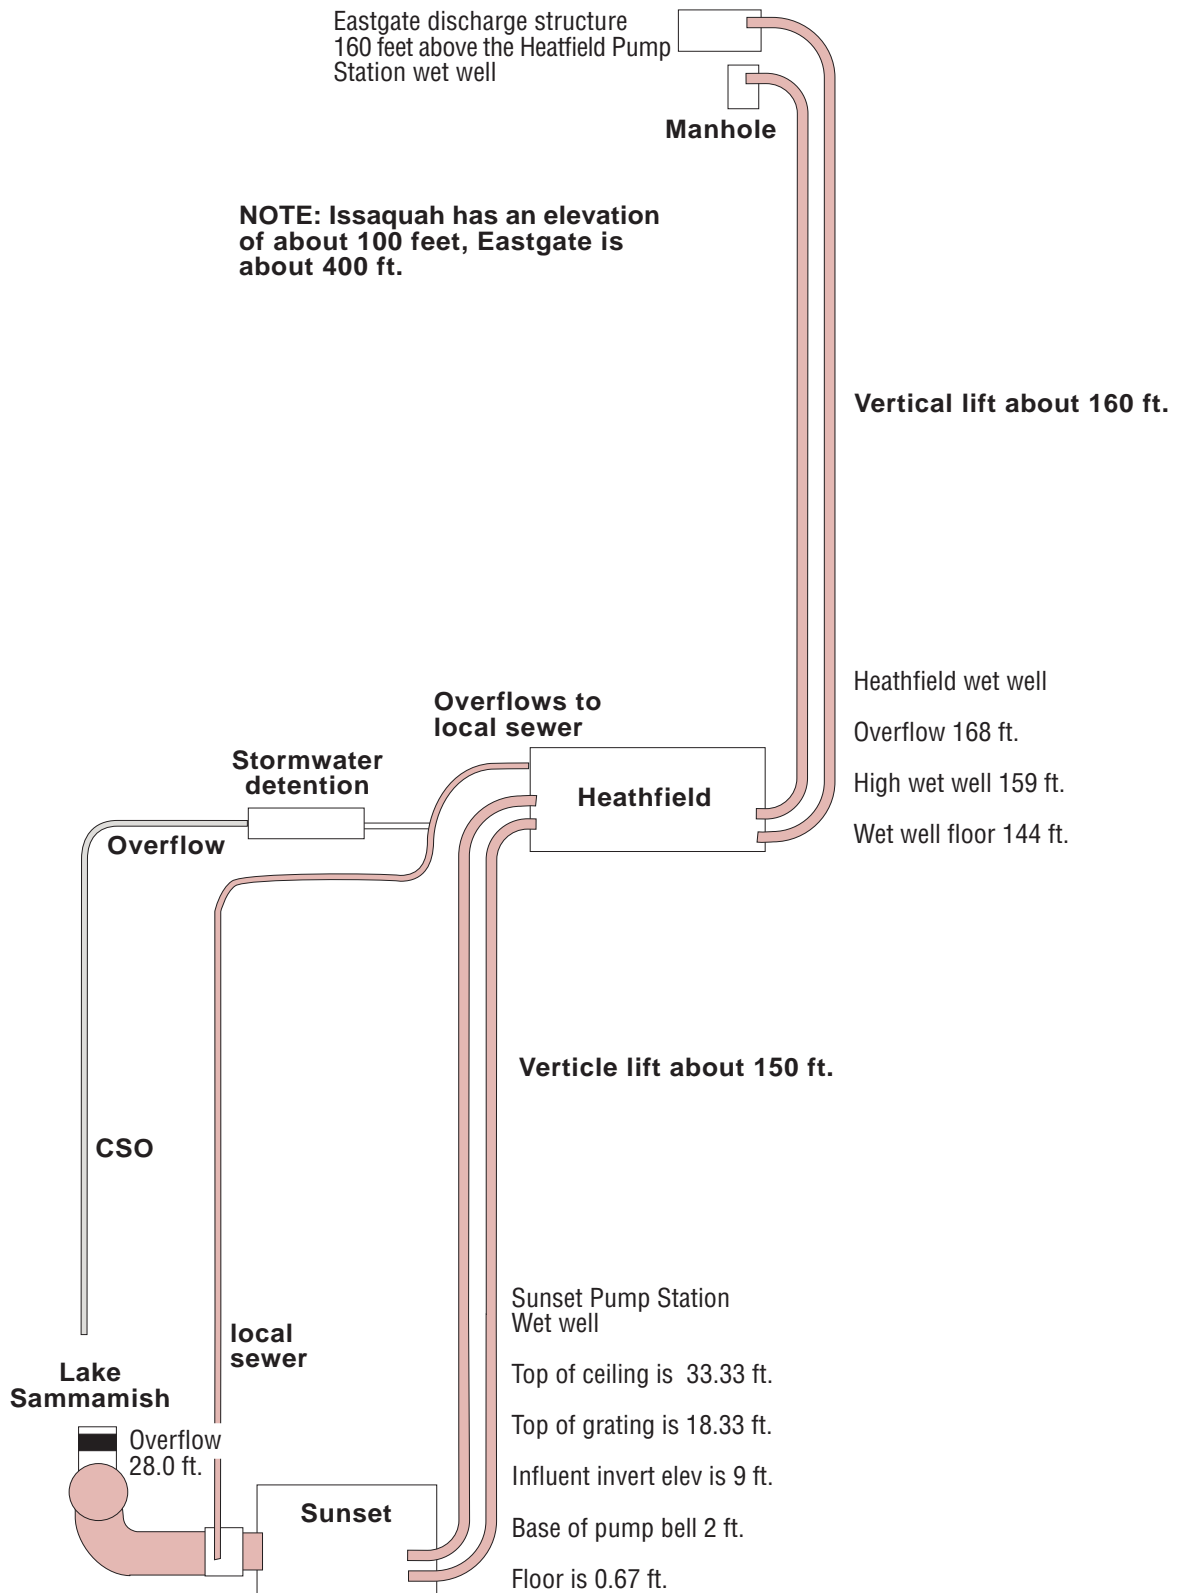 Eastgate discharge structure
160 feet above the Heatfield Pump
Station wet well
Manhole
NOTE: Issaquah has an elevation
of about 100 feet, Eastgate is
about 400 ft.
Vertical lift about 160 ft.
Heathfield wet well
Overflow 168 ft.
High wet well 159 ft.
Wet well floor 144 ft.
Overflows to
local sewer
Stormwater
detention
Heathfield
Overflow
Verticle lift about 150 ft.
CSO
local
sewer
Lake
Sammamish
Overflow
28.0 ft.
Sunset
Sunset Pump Station
Wet well
Top of ceiling is 33.33 ft.
Top of grating is 18.33 ft.
Influent invert elev is 9 ft.
Base of pump bell 2 ft.
Floor is 0.67 ft.